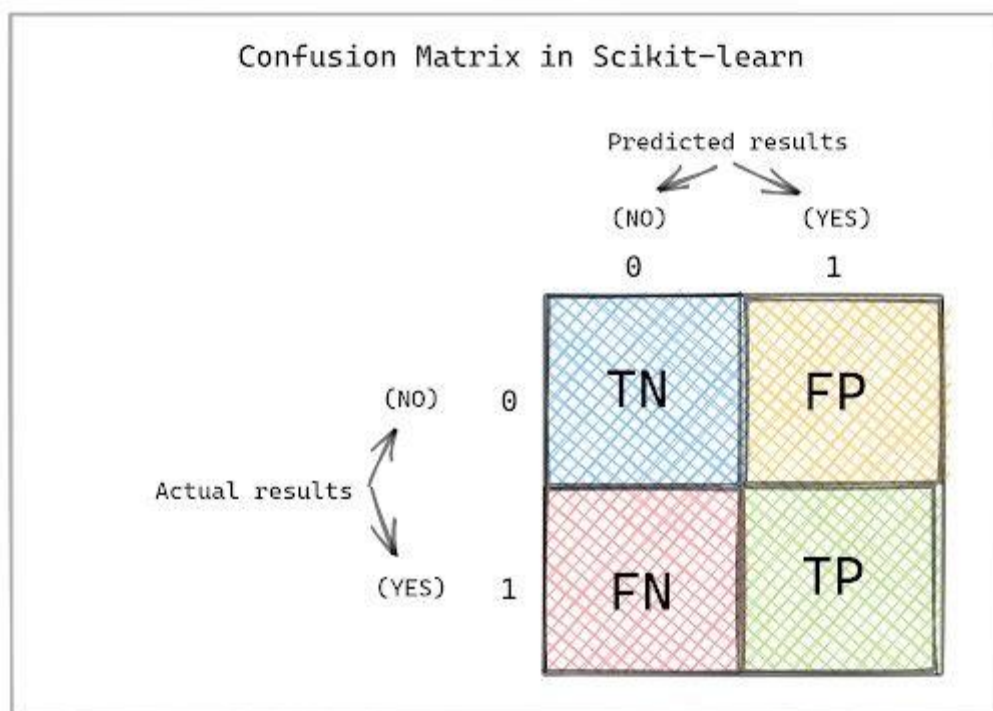 Confusion Matrix in Scikit-learn
Predicted results
(NO) (YES)
0 1
(NO) 0 TN FP
Actual results
(YES) 1 FN TP